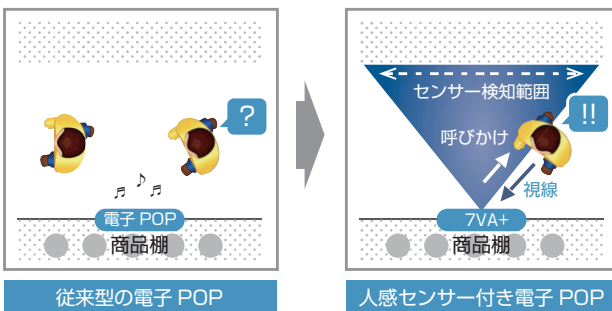 ?
♬ ♪ ♬
電子 POP
商品棚
従来型の電子 POP
センサー検知範囲
!!
呼びかけ
視線
7VA+
商品棚
人感センサー付き電子 POP